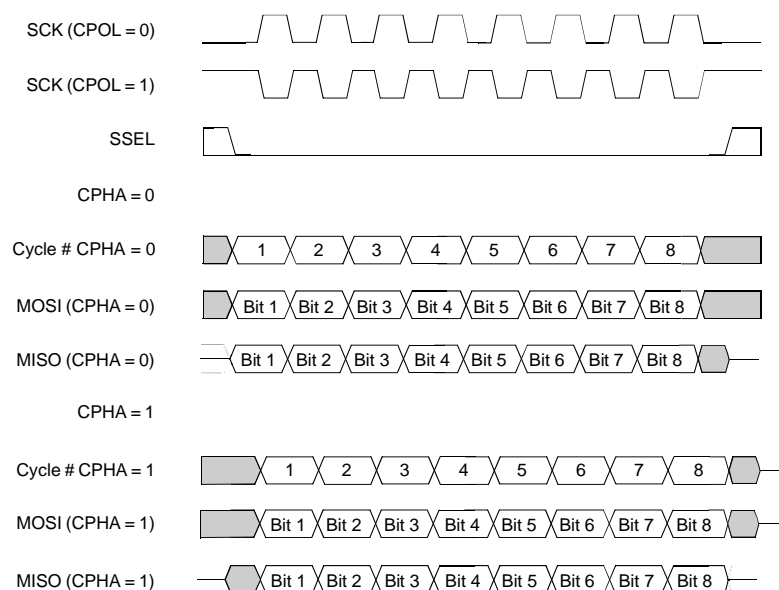 SCK (CPOL = 0)
SCK (CPOL = 1)
SSEL
CPHA = 0
Cycle # CPHA = 0 1 2 3 4 5 6 7 8
MOSI (CPHA = 0) Bit 1 Bit 2 Bit 3 Bit 4 Bit 5 Bit 6 Bit 7 Bit 8
MISO (CPHA = 0) Bit 1 Bit 2 Bit 3 Bit 4 Bit 5 Bit 6 Bit 7 Bit 8
CPHA = 1
Cycle # CPHA = 1 1 2 3 4 5 6 7 8
MOSI (CPHA = 1) Bit 1 Bit 2 Bit 3 Bit 4 Bit 5 Bit 6 Bit 7 Bit 8
MISO (CPHA = 1) Bit 1 Bit 2 Bit 3 Bit 4 Bit 5 Bit 6 Bit 7 Bit 8